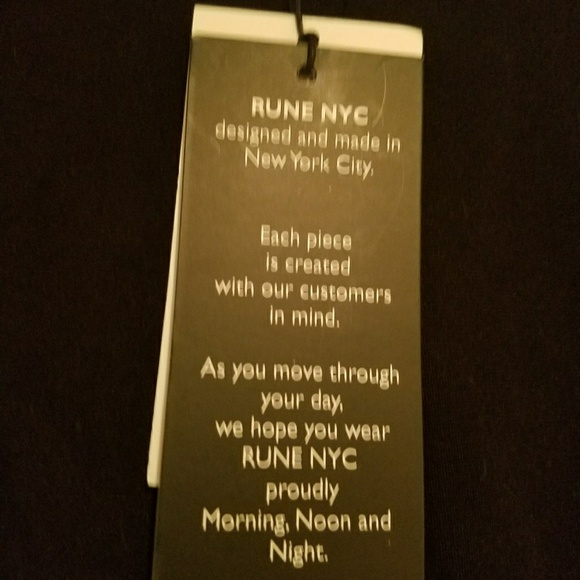 RUNE NYC
designed and made in
New York City.
Each piece
is created
with our customers
in mind.
As you move through
your day,
we hope you wear
RUNE NYC
proudly
Morning, Noon and
Night.